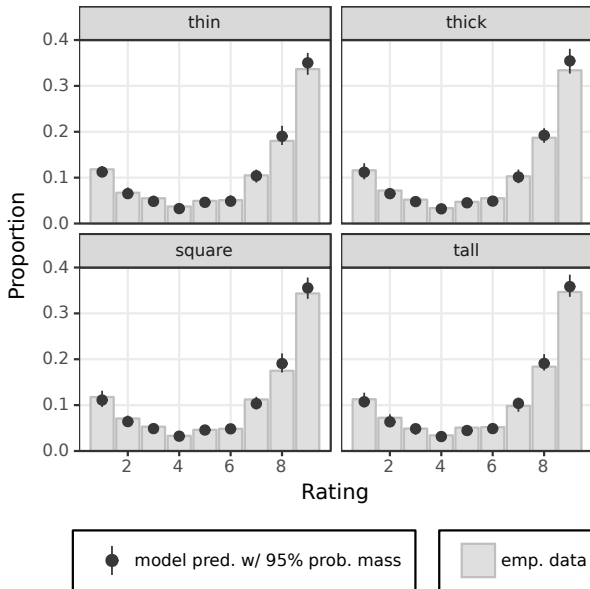 thin
thick
0.4
0.3
0.2
0.1
0.0
square
tall
0.4
0.3
0.2
0.1
0.0
Proportion
2 4 6 8 2 4 6 8
Rating
model pred. w/ 95% prob. mass
emp. data